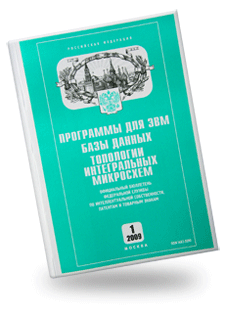 РОССИЙСКАЯ ФЕДЕРАЦИЯ
ПРОГРАММЫ ДЛЯ ЭВМ
БАЗЫ ДАННЫХ
ТОПОЛОГИИ
ИНТЕГРАЛЬНЫХ
МИКРОСХЕМ
ОФИЦИАЛЬНЫЙ БЮЛЛЕТЕНЬ
ФЕДЕРАЛЬНОЙ СЛУЖБЫ
ПО ИНТЕЛЛЕКТУАЛЬНОЙ СОБСТВЕННОСТИ,
ПАТЕНТАМ И ТОВАРНЫМ ЗНАКАМ
1
2009
МОСКВА